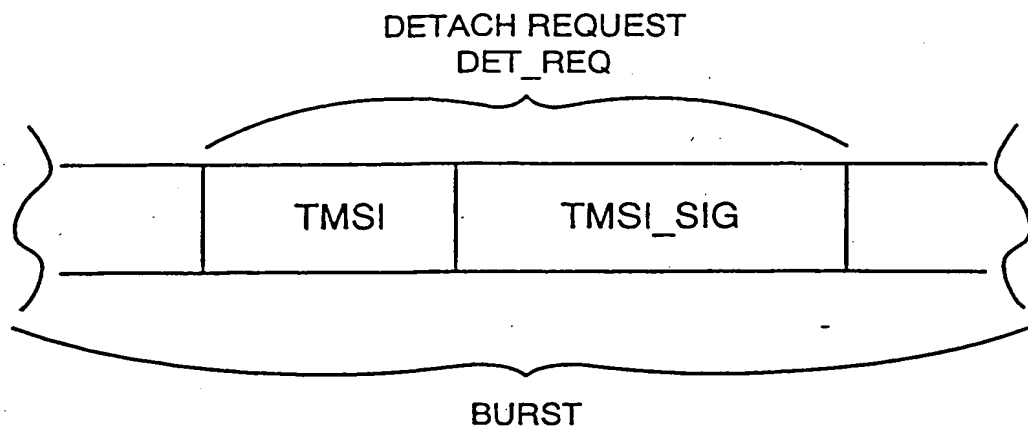 DETACH REQUEST
DET_REQ
TMSI TMSI_SIG
BURST